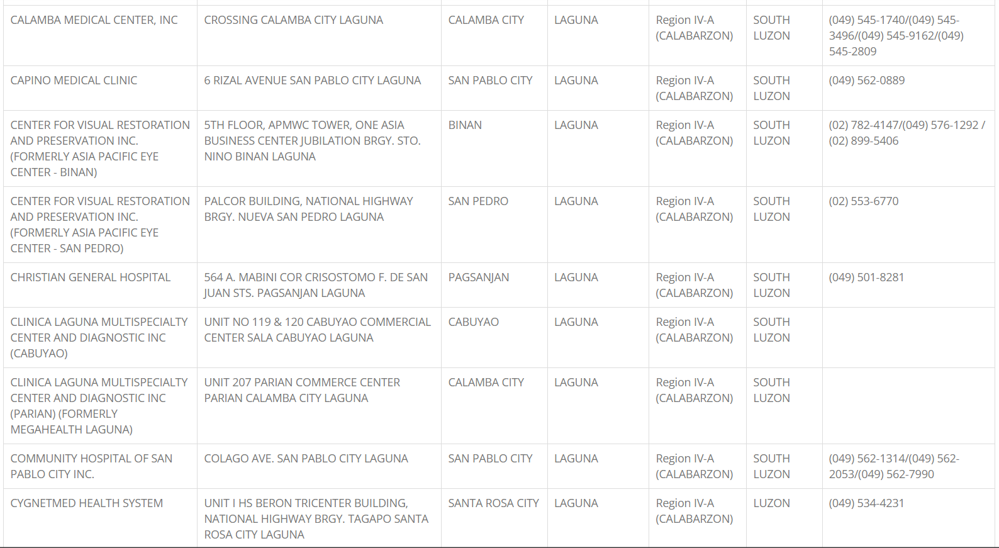 CALAMBA MEDICAL CENTER, INC
CROSSING CALAMBA CITY LAGUNA
CALAMBA CITY
LAGUNA
Region IV-A
(CALABARZON)
SOUTH
LUZON
(049) 545-1740/(049) 545-
3496/(049) 545-9162/(049)
545-2809
CAPINO MEDICAL CLINIC
6 RIZAL AVENUE SAN PABLO CITY LAGUNA
SAN PABLO CITY
LAGUNA
Region IV-A
(CALABARZON)
SOUTH
LUZON
(049) 562-0889
CENTER FOR VISUAL RESTORATION
AND PRESERVATION INC.
(FORMERLY ASIA PACIFIC EYE
CENTER - BINAN)
5TH FLOOR, APMWC TOWER, ONE ASIA
BUSINESS CENTER JUBILATION BRGY. STO.
NINO BINAN LAGUNA
BINAN
LAGUNA
Region IV-A
(CALABARZON)
SOUTH
LUZON
(02) 782-4147/(049) 576-1292 /
(02) 899-5406
CENTER FOR VISUAL RESTORATION
AND PRESERVATION INC.
(FORMERLY ASIA PACIFIC EYE
CENTER - SAN PEDRO)
PALCOR BUILDING, NATIONAL HIGHWAY
BRGY. NUEVA SAN PEDRO LAGUNA
SAN PEDRO
LAGUNA
Region IV-A
(CALABARZON)
SOUTH
LUZON
(02) 553-6770
CHRISTIAN GENERAL HOSPITAL
564 A. MABINI COR CRISOSTOMO F. DE SAN
JUAN STS. PAGSANJAN LAGUNA
PAGSANJAN
LAGUNA
Region IV-A
(CALABARZON)
SOUTH
LUZON
(049) 501-8281
CLINICA LAGUNA MULTISPECIALTY
CENTER AND DIAGNOSTIC INC
(CABUYAO)
UNIT NO 119 & 120 CABUYAO COMMERCIAL
CENTER SALA CABUYAO LAGUNA
CABUYAO
LAGUNA
Region IV-A
(CALABARZON)
SOUTH
LUZON
CLINICA LAGUNA MULTISPECIALTY
CENTER AND DIAGNOSTIC INC
(PARIAN) (FORMERLY
MEGAHEALTH LAGUNA)
UNIT 207 PARIAN COMMERCE CENTER
PARIAN CALAMBA CITY LAGUNA
CALAMBA CITY
LAGUNA
Region IV-A
(CALABARZON)
SOUTH
LUZON
COMMUNITY HOSPITAL OF SAN
PABLO CITY INC.
COLAGO AVE. SAN PABLO CITY LAGUNA
SAN PABLO CITY
LAGUNA
Region IV-A
(CALABARZON)
SOUTH
LUZON
(049) 562-1314/(049) 562-
2053/(049) 562-7990
CYGNETMED HEALTH SYSTEM
UNIT I HS BERON TRICENTER BUILDING,
NATIONAL HIGHWAY BRGY. TAGAPO SANTA
ROSA CITY LAGUNA
SANTA ROSA CITY
LAGUNA
Region IV-A
(CALABARZON)
LUZON
(049) 534-4231